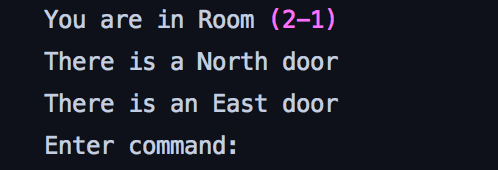 You are in Room (2-1)
There is a North door
There is an East door
Enter command: